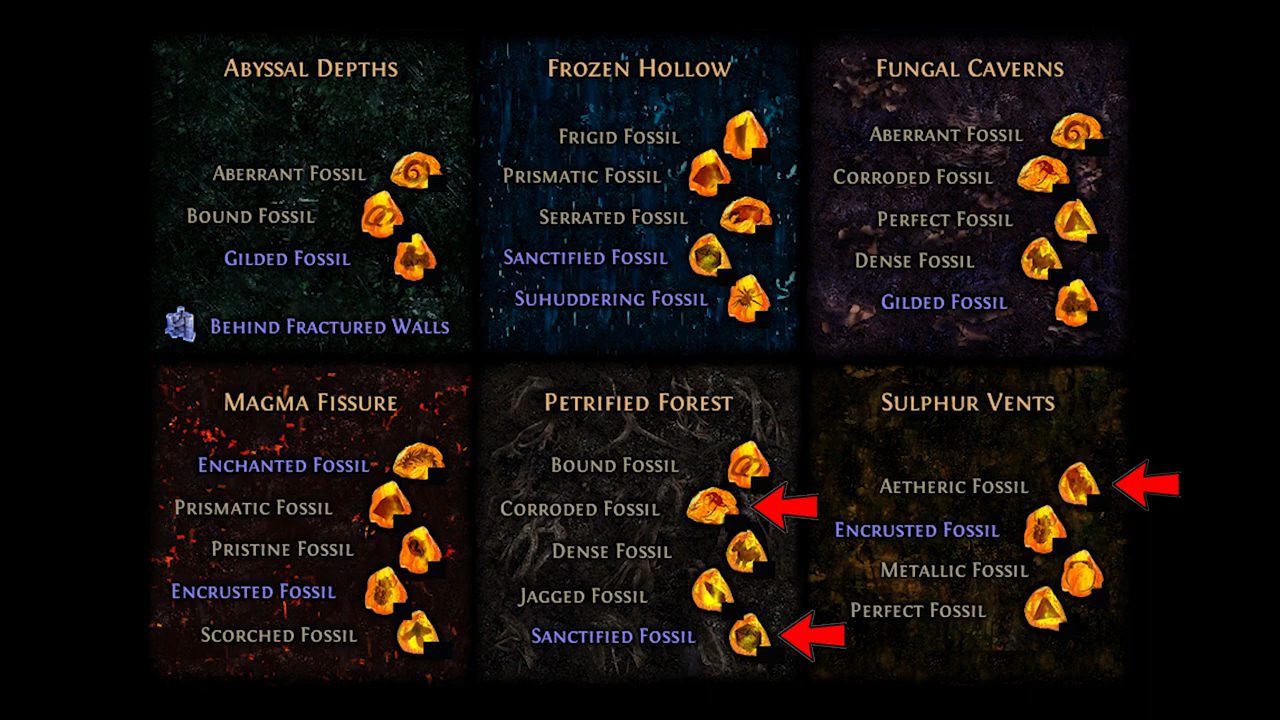 Abyssal Depths
Aberrant Fossil
Bound Fossil
Gilded Fossil
Behind Fractured Walls
Frozen Hollow
Frigid Fossil
Prismatic Fossil
Serrated Fossil
Sanctified Fossil
Suhuddering Fossil
Fungal Caverns
Aberrant Fossil
Corroded Fossil
Perfect Fossil
Dense Fossil
Gilded Fossil
Magma Fissure
Enchanted Fossil
Prismatic Fossil
Pristine Fossil
Encrusted Fossil
Scorched Fossil
Petrified Forest
Bound Fossil
Corroded Fossil
Dense Fossil
Jagged Fossil
Sanctified Fossil
Sulphur Vents
Aetheric Fossil
Encrusted Fossil
Metallic Fossil
Perfect Fossil